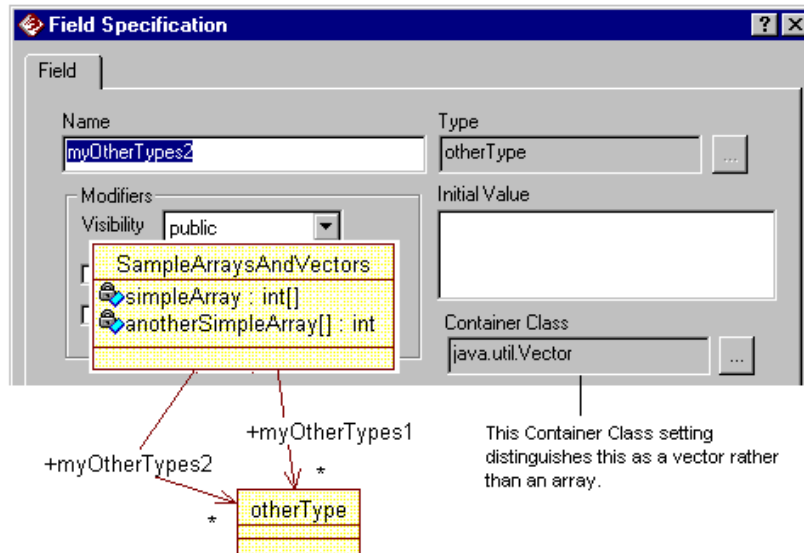 Field Specification
Field
Name
Type
myOtherTypes2
otherType
...
Modifiers
Initial Value
Visibility
public
SampleArraysAndVectors
simpleArray : int[]
anotherSimpleArray[] : int
Container Class
java.util.Vector
...
+myOtherTypes1
+myOtherTypes2
*
*
otherType
This Container Class setting
distinguishes this as a vector rather
than an array.